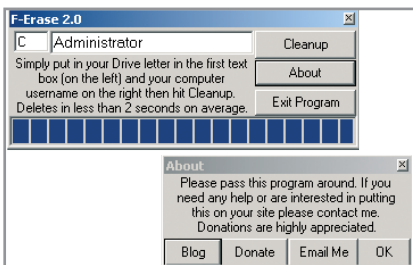 F-Erase 2.0
C Administrator Cleanup
Simply put in your Drive letter in the first text
box (on the left) and your computer
username on the right then hit Cleanup.
Deletes in less than 2 seconds on average.
About
Exit Program
About
Please pass this program around. If you
need any help or are interested in putting
this on your site please contact me.
Donations are highly appreciated.
Blog Donate Email Me OK